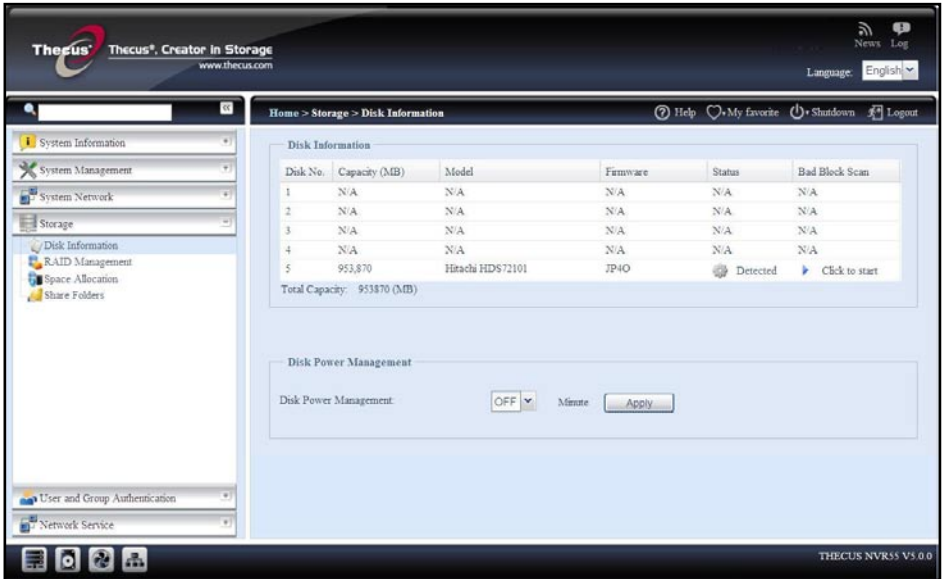 Thecus® Thecus®, Creator in Storage
www.thecus.com
News Log
Language: English
Home > Storage > Disk Information
Help My favorite Shutdown Logout
System Information
System Management
System Network
Storage
Disk Information
RAID Management
Space Allocation
Share Folders
User and Group Authentication
Network Service
Disk Information
Disk No. Capacity (MB) Model Firmware Status Bad Block Scan
1 N/A N/A N/A N/A N/A
2 N/A N/A N/A N/A N/A
3 N/A N/A N/A N/A N/A
4 N/A N/A N/A N/A N/A
5 953,870 Hitachi HDS72101 JP4O Detected Click to start
Total Capacity: 953870 (MB)
Disk Power Management
Disk Power Management: OFF Minute Apply
THECUS NVR55 V5.0.0